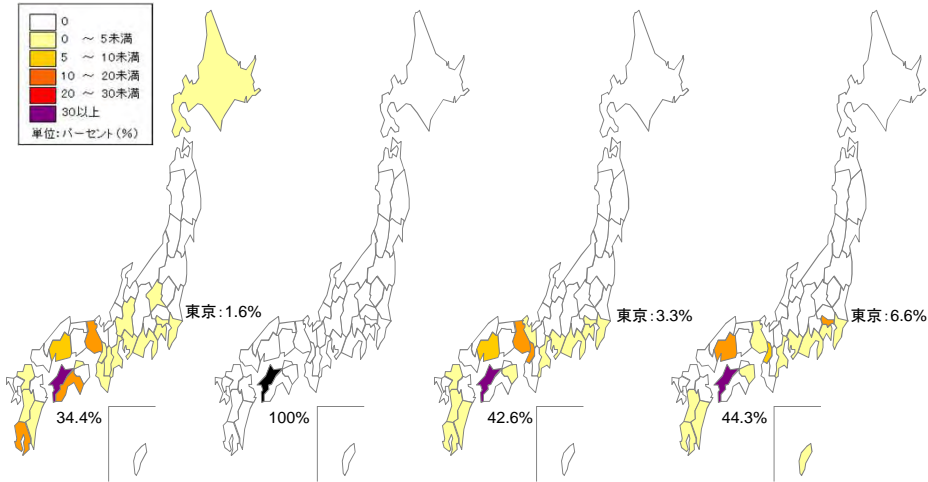 0
0 ～ 5未満
5 ～ 10未満
10 ～ 20未満
20 ～ 30未満
30以上
単位：パーセント（％）
東京：1.6%
東京：3.3%
東京：6.6%
34.4%
100%
42.6%
44.3%